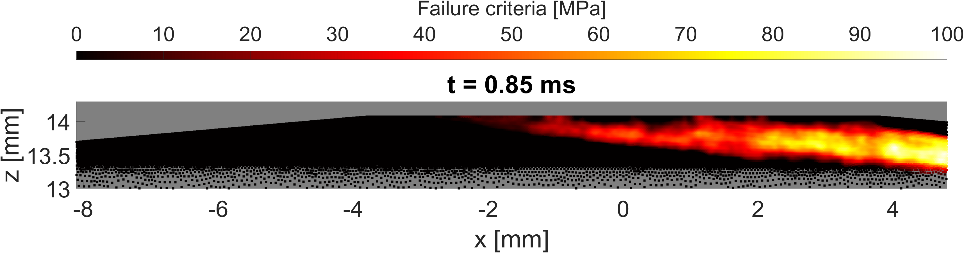 Failure criteria [MPa]
0 10 20 30 40 50 60 70 80 90 100
t = 0.85 ms
z [mm]
14
13.5
13
-8 -6 -4 -2 0 2 4
x [mm]